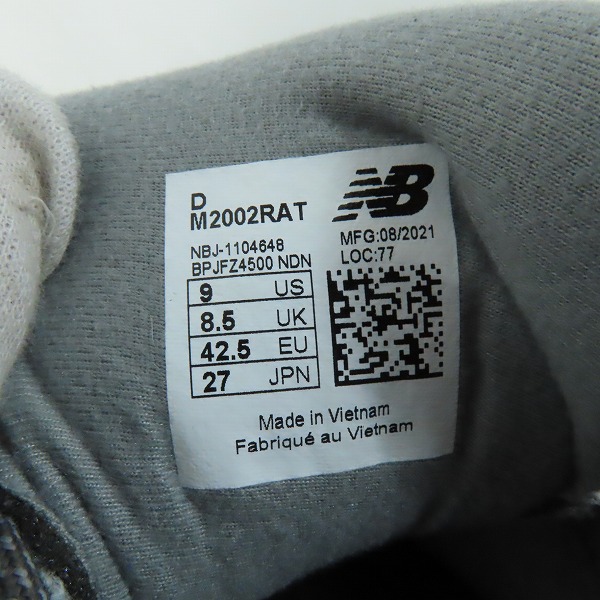 D
M2002RAT
NB
NBJ-1104648
BPJFZ4500 NDN
MFG:08/2021
LOC:77
9 US
8.5 UK
42.5 EU
27 JPN
Made in Vietnam
Fabriqué au Vietnam